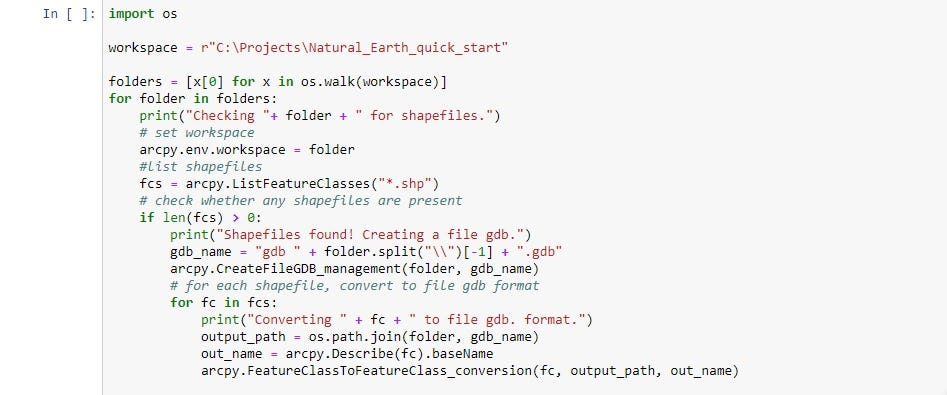 In [ ]: import os

workspace = r"C:\Projects\Natural_Earth_quick_start"

folders = [x[0] for x in os.walk(workspace)]
for folder in folders:
    print("Checking "+ folder + " for shapefiles.")
    # set workspace
    arcpy.env.workspace = folder
    #list shapefiles
    fcs = arcpy.ListFeatureClasses("*.shp")
    # check whether any shapefiles are present
    if len(fcs) > 0:
        print("Shapefiles found! Creating a file gdb.")
        gdb_name = "gdb " + folder.split("\\")[-1] + ".gdb"
        arcpy.CreateFileGDB_management(folder, gdb_name)
        # for each shapefile, convert to file gdb format
        for fc in fcs:
            print("Converting " + fc + " to file gdb. format.")
            output_path = os.path.join(folder, gdb_name)
            out_name = arcpy.Describe(fc).baseName
            arcpy.FeatureClassToFeatureClass_conversion(fc, output_path, out_name)